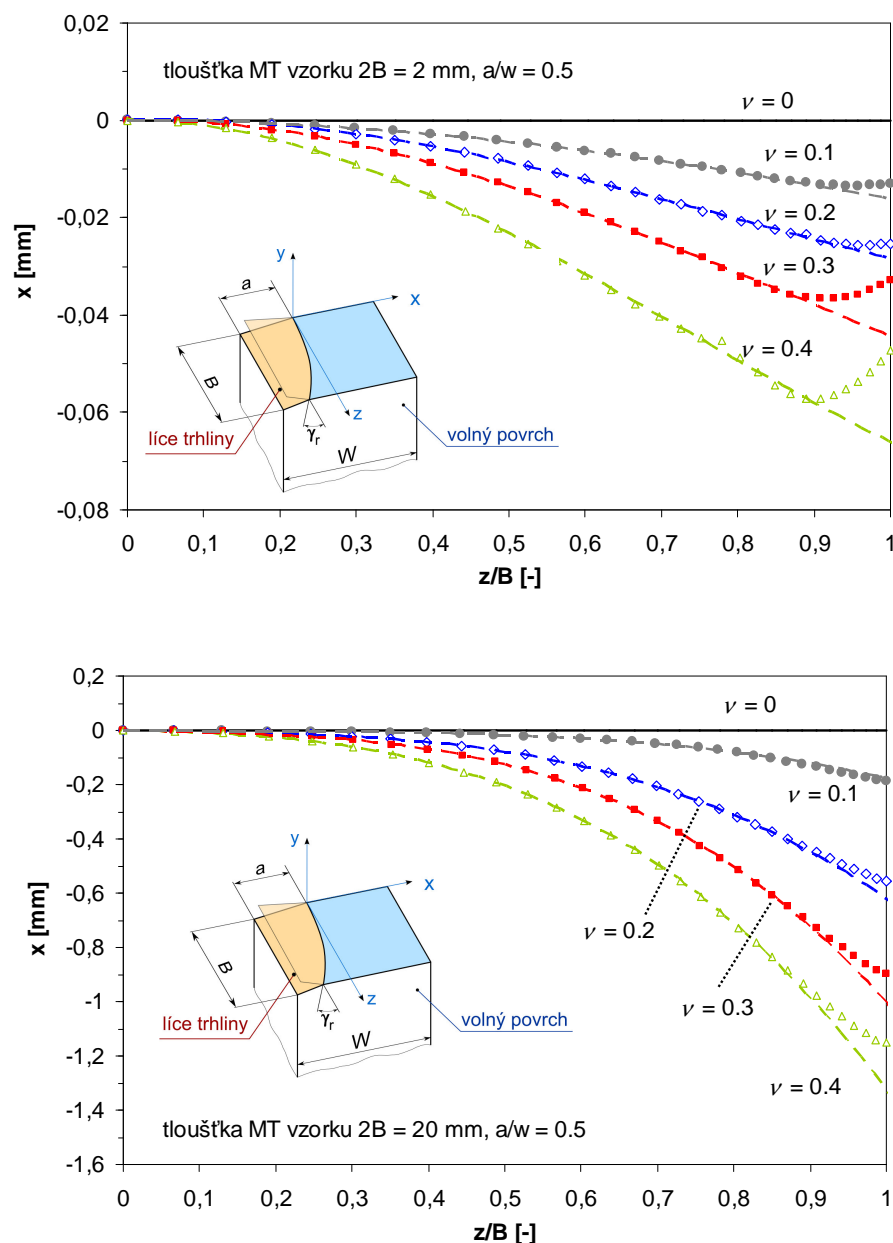 0,02
0
-0,02
-0,04
-0,06
-0,08
x [mm]
tloušťka MT vzorku 2B = 2 mm, a/w = 0.5
ν = 0
ν = 0.1
ν = 0.2
ν = 0.3
ν = 0.4
y
x
a
B
z
γr
W
líce trhliny
volný povrch
0 0,1 0,2 0,3 0,4 0,5 0,6 0,7 0,8 0,9 1
z/B [-]
0,2
0
-0,2
-0,4
-0,6
-0,8
-1
-1,2
-1,4
-1,6
x [mm]
ν = 0
ν = 0.1
ν = 0.2
ν = 0.3
ν = 0.4
y
x
a
B
z
γr
W
líce trhliny
volný povrch
tloušťka MT vzorku 2B = 20 mm, a/w = 0.5
0 0,1 0,2 0,3 0,4 0,5 0,6 0,7 0,8 0,9 1
z/B [-]